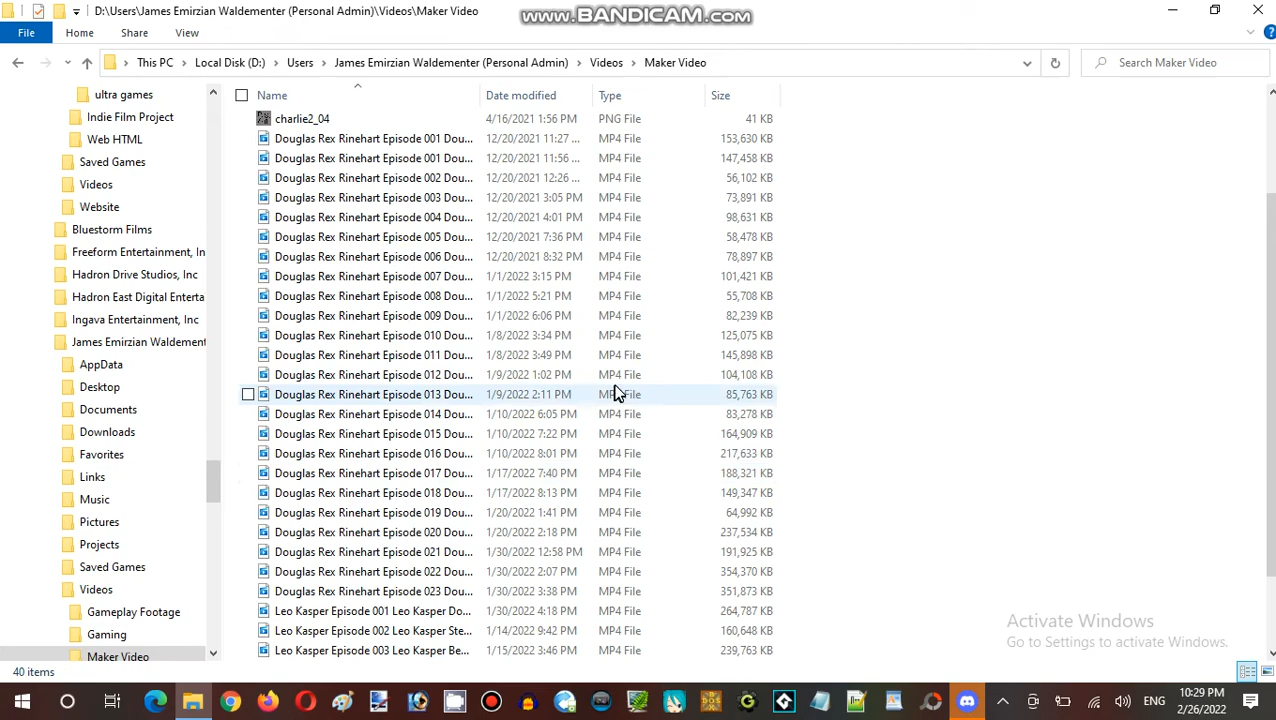 D:\Users\James Emirzian Waldementer (Personal Admin)\Videos\Maker Video
www.BANDICAM.com
File Home Share View
This PC Local Disk (D:) Users James Emirzian Waldementer (Personal Admin) Videos Maker Video
Search Maker Video
Name Date modified Type Size
ultra games
Indie Film Project
Web HTML
Saved Games
Videos
Website
Bluestorm Films
Freeform Entertainment, In
Hadron Drive Studios, Inc
Hadron East Digital Enterta
Ingava Entertainment, Inc
James Emirzian Waldement
AppData
Desktop
Documents
Downloads
Favorites
Links
Music
Pictures
Projects
Saved Games
Videos
Gameplay Footage
Gaming
Maker Video
charlie2_04 4/16/2021 1:56 PM PNG File 41 KB
Douglas Rex Rinehart Episode 001 Dou... 12/20/2021 11:27 ... MP4 File 153,630 KB
Douglas Rex Rinehart Episode 001 Dou... 12/20/2021 11:56 ... MP4 File 147,458 KB
Douglas Rex Rinehart Episode 002 Dou... 12/20/2021 12:26 ... MP4 File 56,102 KB
Douglas Rex Rinehart Episode 003 Dou... 12/20/2021 3:05 PM MP4 File 73,891 KB
Douglas Rex Rinehart Episode 004 Dou... 12/20/2021 4:01 PM MP4 File 98,631 KB
Douglas Rex Rinehart Episode 005 Dou... 12/20/2021 7:36 PM MP4 File 58,478 KB
Douglas Rex Rinehart Episode 006 Dou... 12/20/2021 8:32 PM MP4 File 78,897 KB
Douglas Rex Rinehart Episode 007 Dou... 1/1/2022 3:15 PM MP4 File 101,421 KB
Douglas Rex Rinehart Episode 008 Dou... 1/1/2022 5:21 PM MP4 File 55,708 KB
Douglas Rex Rinehart Episode 009 Dou... 1/1/2022 6:06 PM MP4 File 82,239 KB
Douglas Rex Rinehart Episode 010 Dou... 1/8/2022 3:34 PM MP4 File 125,075 KB
Douglas Rex Rinehart Episode 011 Dou... 1/8/2022 3:49 PM MP4 File 145,898 KB
Douglas Rex Rinehart Episode 012 Dou... 1/9/2022 1:02 PM MP4 File 104,108 KB
Douglas Rex Rinehart Episode 013 Dou... 1/9/2022 2:11 PM MP4 File 85,763 KB
Douglas Rex Rinehart Episode 014 Dou... 1/10/2022 6:05 PM MP4 File 83,278 KB
Douglas Rex Rinehart Episode 015 Dou... 1/10/2022 7:22 PM MP4 File 164,909 KB
Douglas Rex Rinehart Episode 016 Dou... 1/10/2022 8:01 PM MP4 File 217,633 KB
Douglas Rex Rinehart Episode 017 Dou... 1/17/2022 7:40 PM MP4 File 188,321 KB
Douglas Rex Rinehart Episode 018 Dou... 1/17/2022 8:13 PM MP4 File 149,347 KB
Douglas Rex Rinehart Episode 019 Dou... 1/20/2022 1:41 PM MP4 File 64,992 KB
Douglas Rex Rinehart Episode 020 Dou... 1/20/2022 2:18 PM MP4 File 237,534 KB
Douglas Rex Rinehart Episode 021 Dou... 1/30/2022 12:58 PM MP4 File 191,925 KB
Douglas Rex Rinehart Episode 022 Dou... 1/30/2022 2:07 PM MP4 File 354,370 KB
Douglas Rex Rinehart Episode 023 Dou... 1/30/2022 3:38 PM MP4 File 351,873 KB
Leo Kasper Episode 001 Leo Kasper Do... 1/30/2022 4:18 PM MP4 File 264,787 KB
Leo Kasper Episode 002 Leo Kasper Ste... 1/14/2022 9:42 PM MP4 File 160,648 KB
Leo Kasper Episode 003 Leo Kasper Be... 1/15/2022 3:46 PM MP4 File 239,763 KB
Activate Windows
Go to Settings to activate Windows.
40 items
ENG
10:29 PM
2/26/2022